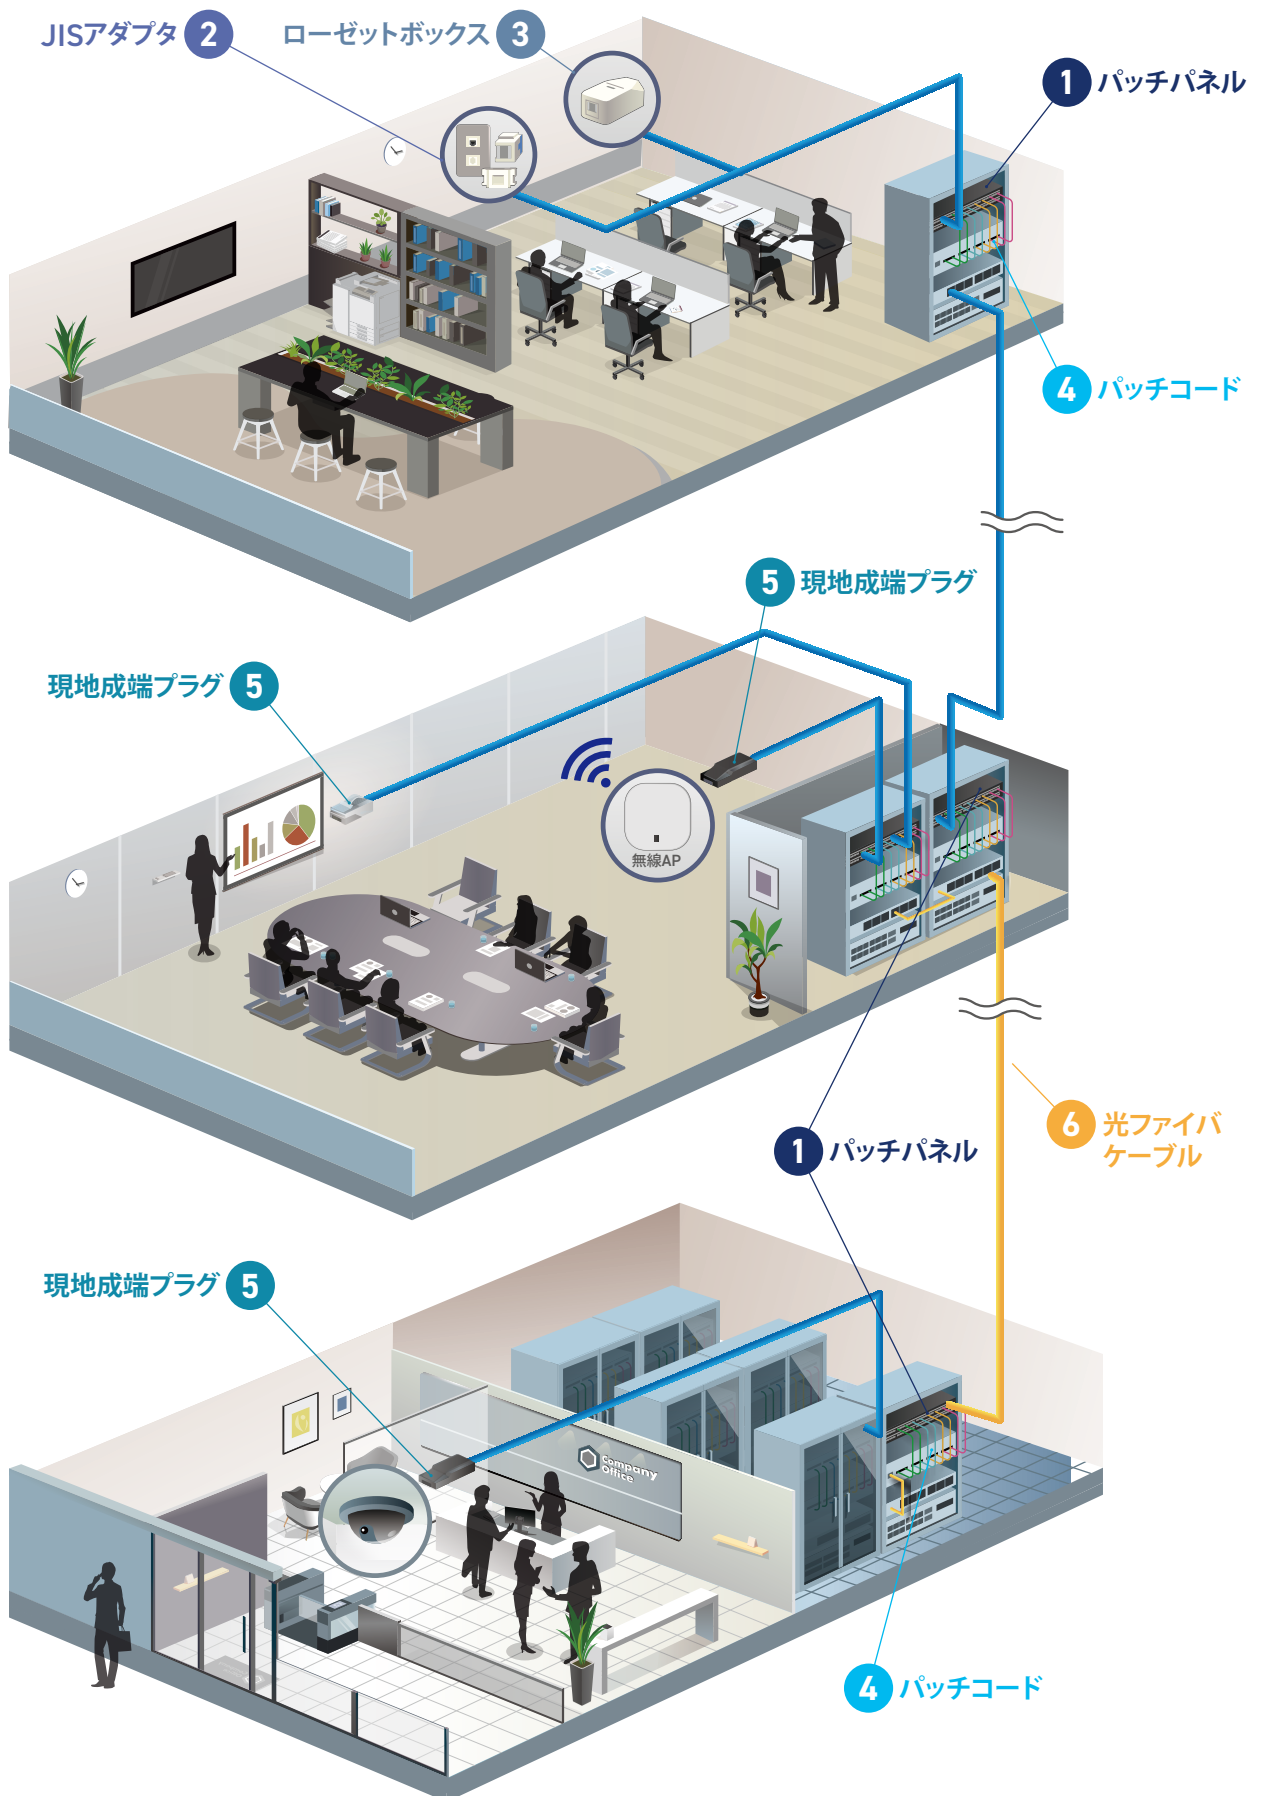 JISアダプタ 2
ローゼットボックス 3
1 パッチパネル
4 パッチコード
5 現地成端プラグ
現地成端プラグ 5
無線AP
6 光ファイバ
ケーブル
1 パッチパネル
現地成端プラグ 5
Company
Office
4 パッチコード